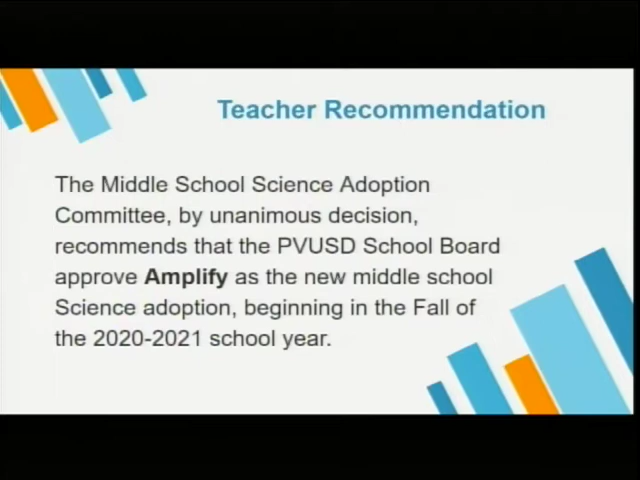 Teacher Recommendation
The Middle School Science Adoption
Committee, by unanimous decision,
recommends that the PVUSD School Board
approve Amplify as the new middle school
Science adoption, beginning in the Fall of
the 2020-2021 school year.